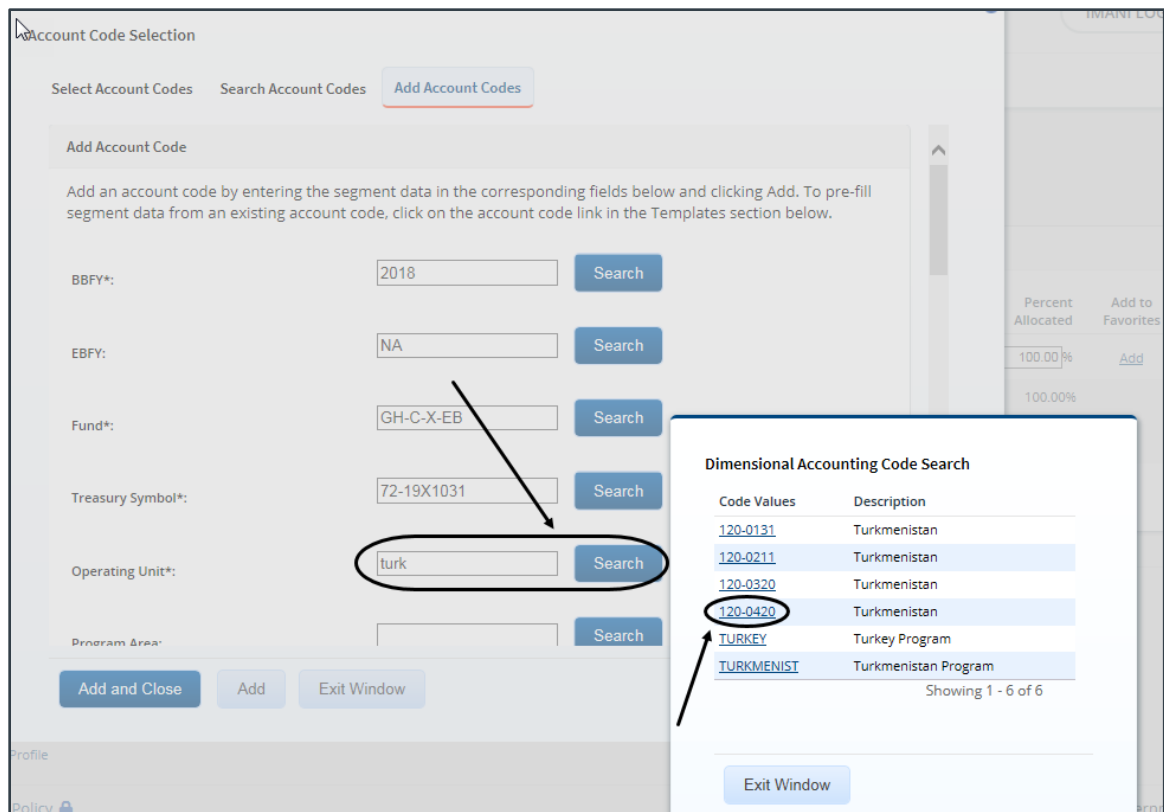 IMANI LOG
Account Code Selection
Select Account Codes Search Account Codes Add Account Codes
Add Account Code
Add an account code by entering the segment data in the corresponding fields below and clicking Add. To pre-fill
segment data from an existing account code, click on the account code link in the Templates section below.
BBFY*: 2018 Search
EBFY: NA Search
Fund*: GH-C-X-EB Search
Treasury Symbol*: 72-19X1031 Search
Operating Unit*: turk Search
Program Area: Search
Add and Close Add Exit Window
Percent Add to
Allocated Favorites
100.00 % Add
100.00%
Dimensional Accounting Code Search
Code Values Description
120-0131 Turkmenistan
120-0211 Turkmenistan
120-0320 Turkmenistan
120-0420 Turkmenistan
TURKEY Turkey Program
TURKMENIST Turkmenistan Program
Showing 1 - 6 of 6
Exit Window
Profile
Policy